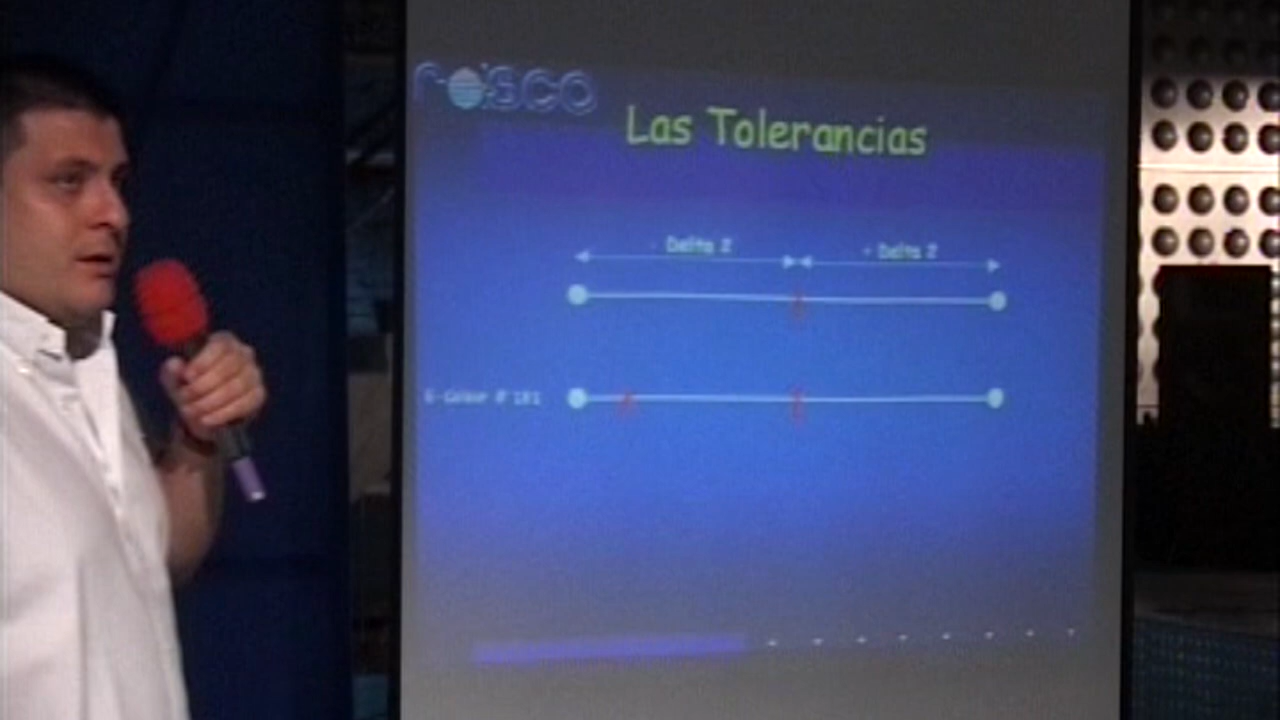 rosco
Las Tolerancias
- Delta 2 + Delta 2
E-Colour # 181